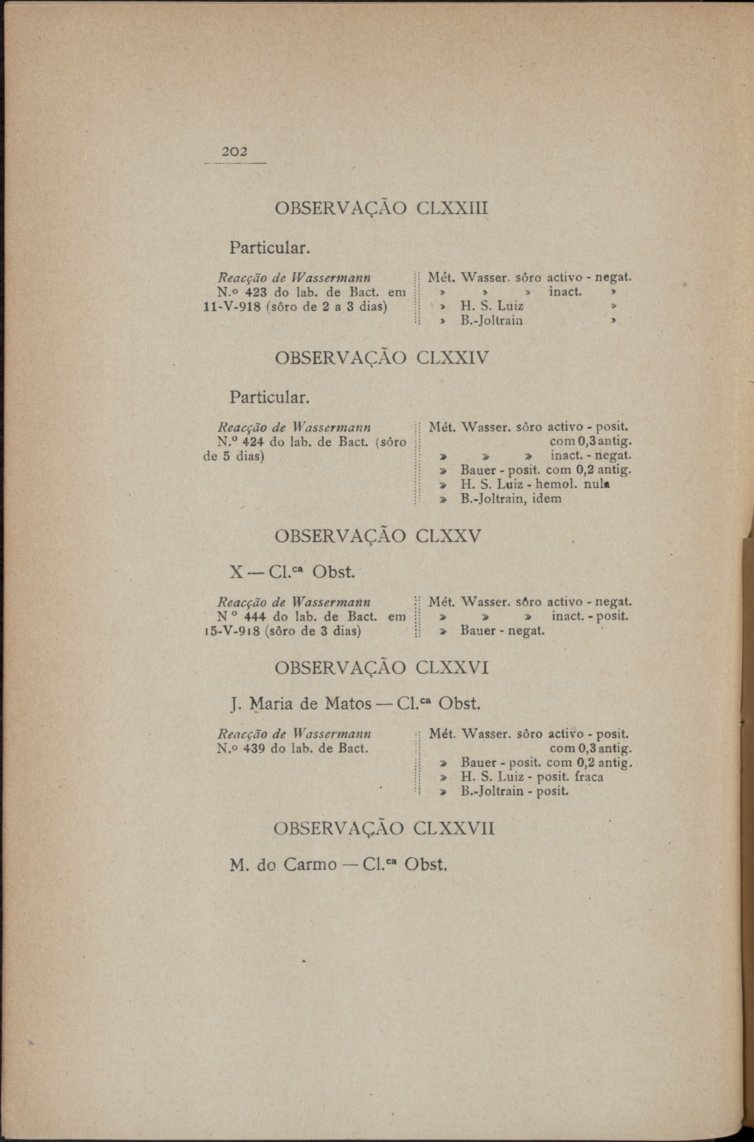 202
OBSERVAÇÃO CLXXIII
Particular.
Reacção de Wassermann
N.º 423 do lab. de Bact. em
11-V-918 (sôro de 2 a 3 dias)
Mét. Wasser. sôro activo - negat.
» » » inact. »
» H. S. Luiz »
» B.-Joltrain »
OBSERVAÇÃO CLXXIV
Particular.
Reacção de Wassermann
N.º 424 do lab. de Bact. (sôro
de 5 dias)
Mét. Wasser. sôro activo - posit.
com 0,3 antig.
» » » inact. - negat.
» Bauer - posit. com 0,2 antig.
» H. S. Luiz - hemol. nula
» B.-Joltrain, idem
OBSERVAÇÃO CLXXV
X — Cl.ca Obst.
Reacção de Wassermann
N º 444 do lab. de Bact. em
15-V-918 (sôro de 3 dias)
Mét. Wasser. sôro activo - negat.
» » » inact. - posit.
» Bauer - negat.
OBSERVAÇÃO CLXXVI
J. Maria de Matos — Cl.ca Obst.
Reacção de Wassermann
N.º 439 do lab. de Bact.
Mét. Wasser. sôro activo - posit.
com 0,3 antig.
» Bauer - posit. com 0,2 antig.
» H. S. Luiz - posit. fraca
» B.-Joltrain - posit.
OBSERVAÇÃO CLXXVII
M. do Carmo — Cl.ca Obst.